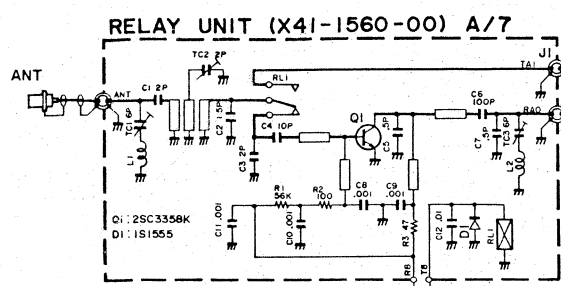 RELAY UNIT (X41-1560-00) A/7
TC2 2P
J1
ANT
RL1
TA1
ANT
C1 2P
Q1
C6
100P
RA0
TC1 6P
C2 1.5P
C4 10P
C5 .5P
C7 .5P
TC3 6P
L1
C3 2P
L2
R1
56K
R2
100
C8
.001
C9
.001
Q1:2SC3358K
D1:1S1555
C11 .001
C10 .001
R3 47
C12 .01
D1
RL1
R8
T8